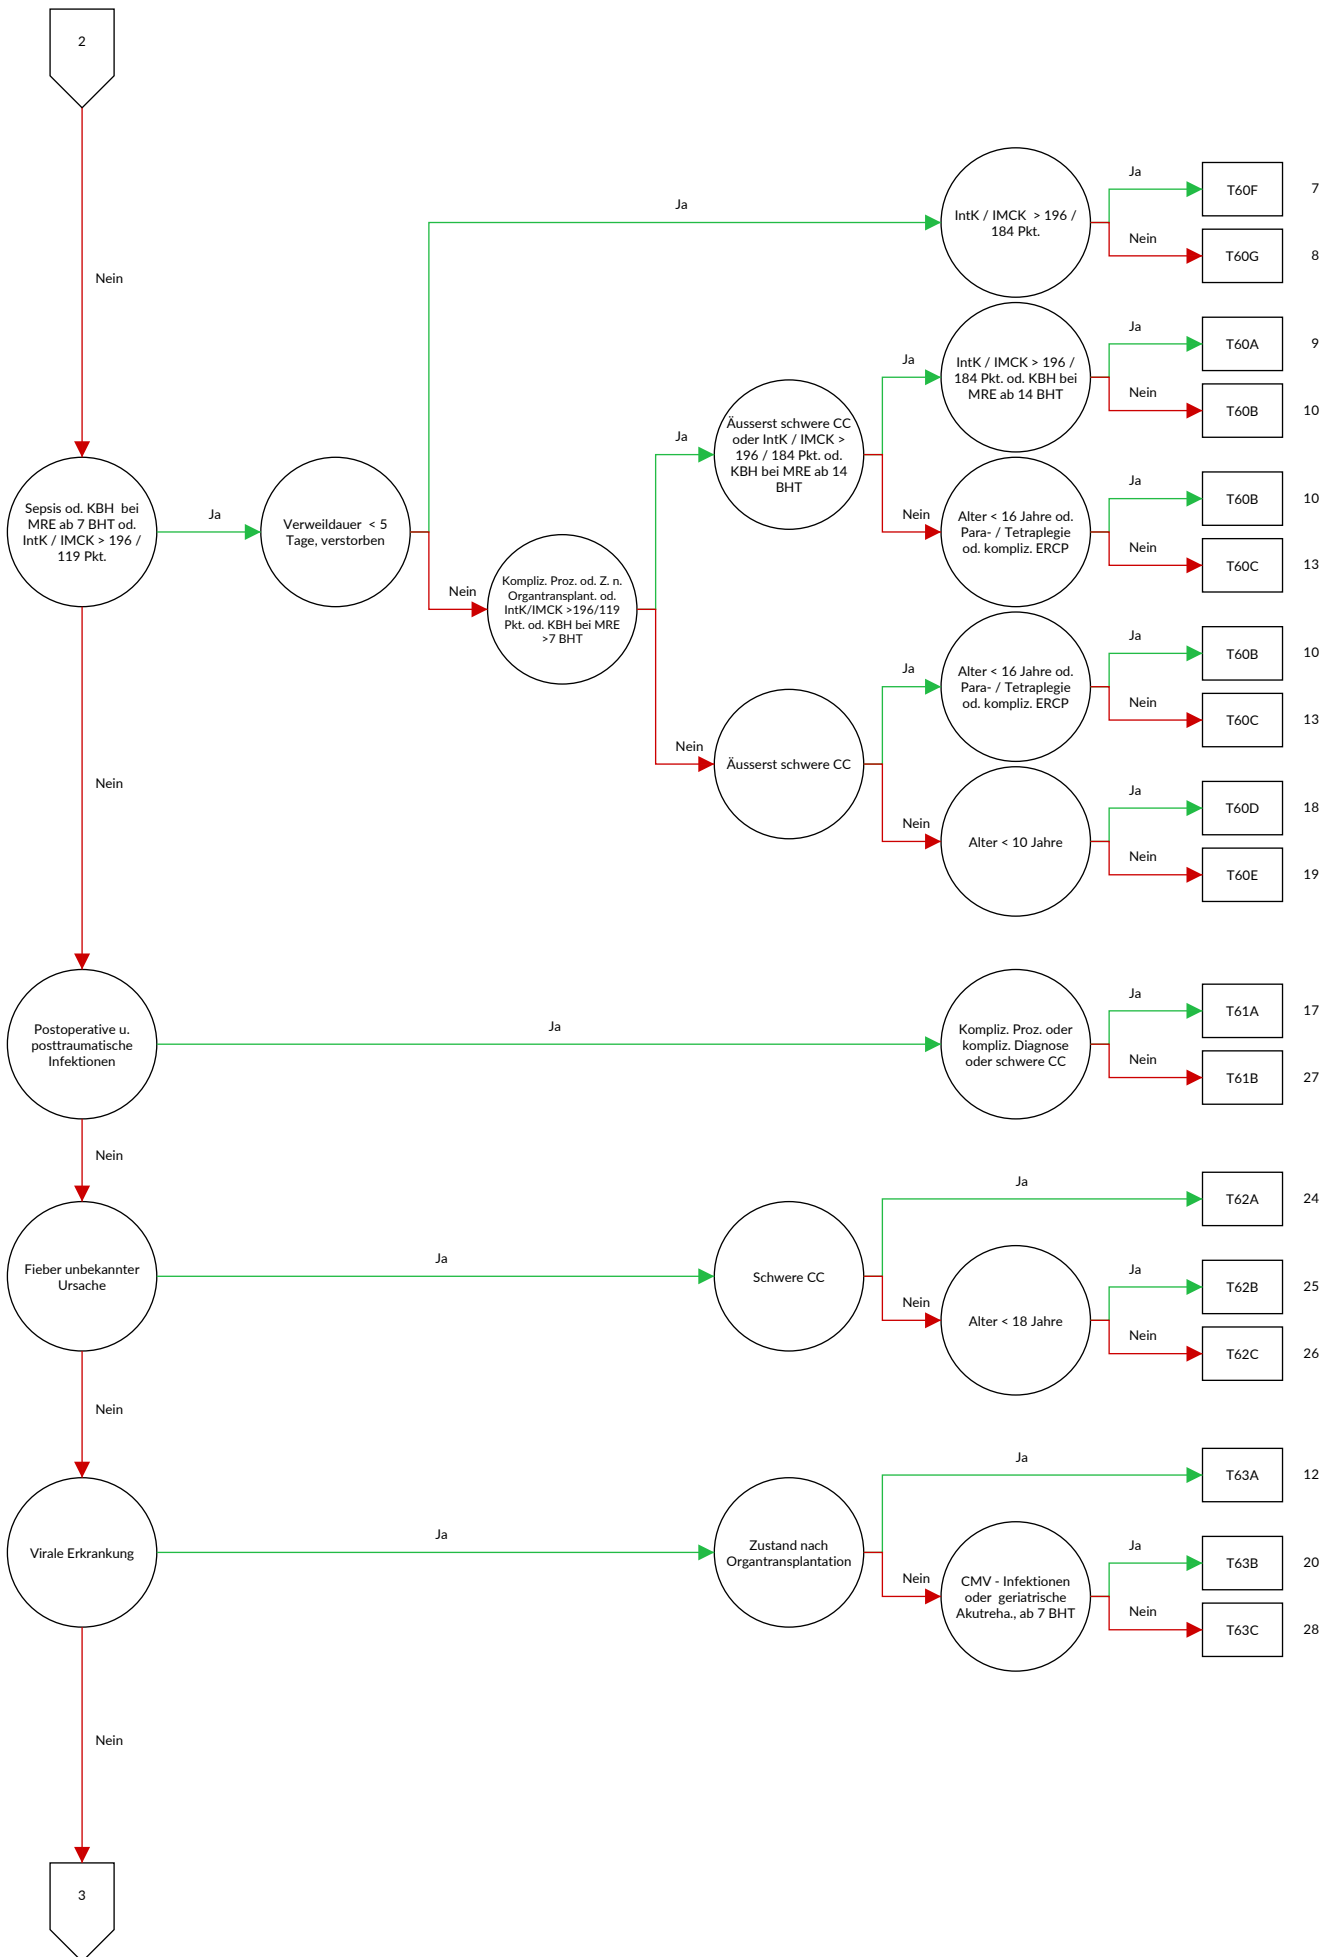 2
Nein
Ja
IntK / IMCK  > 196 /
184 Pkt.
Ja
T60F
7
Nein
T60G
8
Ja
IntK / IMCK > 196 /
184 Pkt. od. KBH bei
MRE ab 14 BHT
Ja
T60A
9
Nein
T60B
10
Ja
Äusserst schwere CC
oder IntK / IMCK >
196 / 184 Pkt. od.
KBH bei MRE ab 14
BHT
Sepsis od. KBH  bei
MRE ab 7 BHT od.
IntK / IMCK > 196 /
119 Pkt.
Ja
Verweildauer  < 5
Tage, verstorben
Nein
Alter < 16 Jahre od.
Para- / Tetraplegie
od. kompliz. ERCP
Ja
T60B
10
Nein
T60C
13
Nein
Kompliz. Proz. od. Z. n.
Organtransplant. od.
IntK/IMCK >196/119
Pkt. od. KBH bei MRE
>7 BHT
Ja
Alter < 16 Jahre od.
Para- / Tetraplegie
od. kompliz. ERCP
Ja
T60B
10
Nein
T60C
13
Nein
Äusserst schwere CC
Nein
Nein
Alter < 10 Jahre
Ja
T60D
18
Nein
T60E
19
Postoperative u.
posttraumatische
Infektionen
Ja
Kompliz. Proz. oder
kompliz. Diagnose
oder schwere CC
Ja
T61A
17
Nein
T61B
27
Nein
Fieber unbekannter
Ursache
Ja
Schwere CC
Ja
T62A
24
Nein
Alter < 18 Jahre
Ja
T62B
25
Nein
T62C
26
Nein
Virale Erkrankung
Ja
Zustand nach
Organtransplantation
Ja
T63A
12
Nein
CMV - Infektionen
oder  geriatrische
Akutreha., ab 7 BHT
Ja
T63B
20
Nein
T63C
28
Nein
3